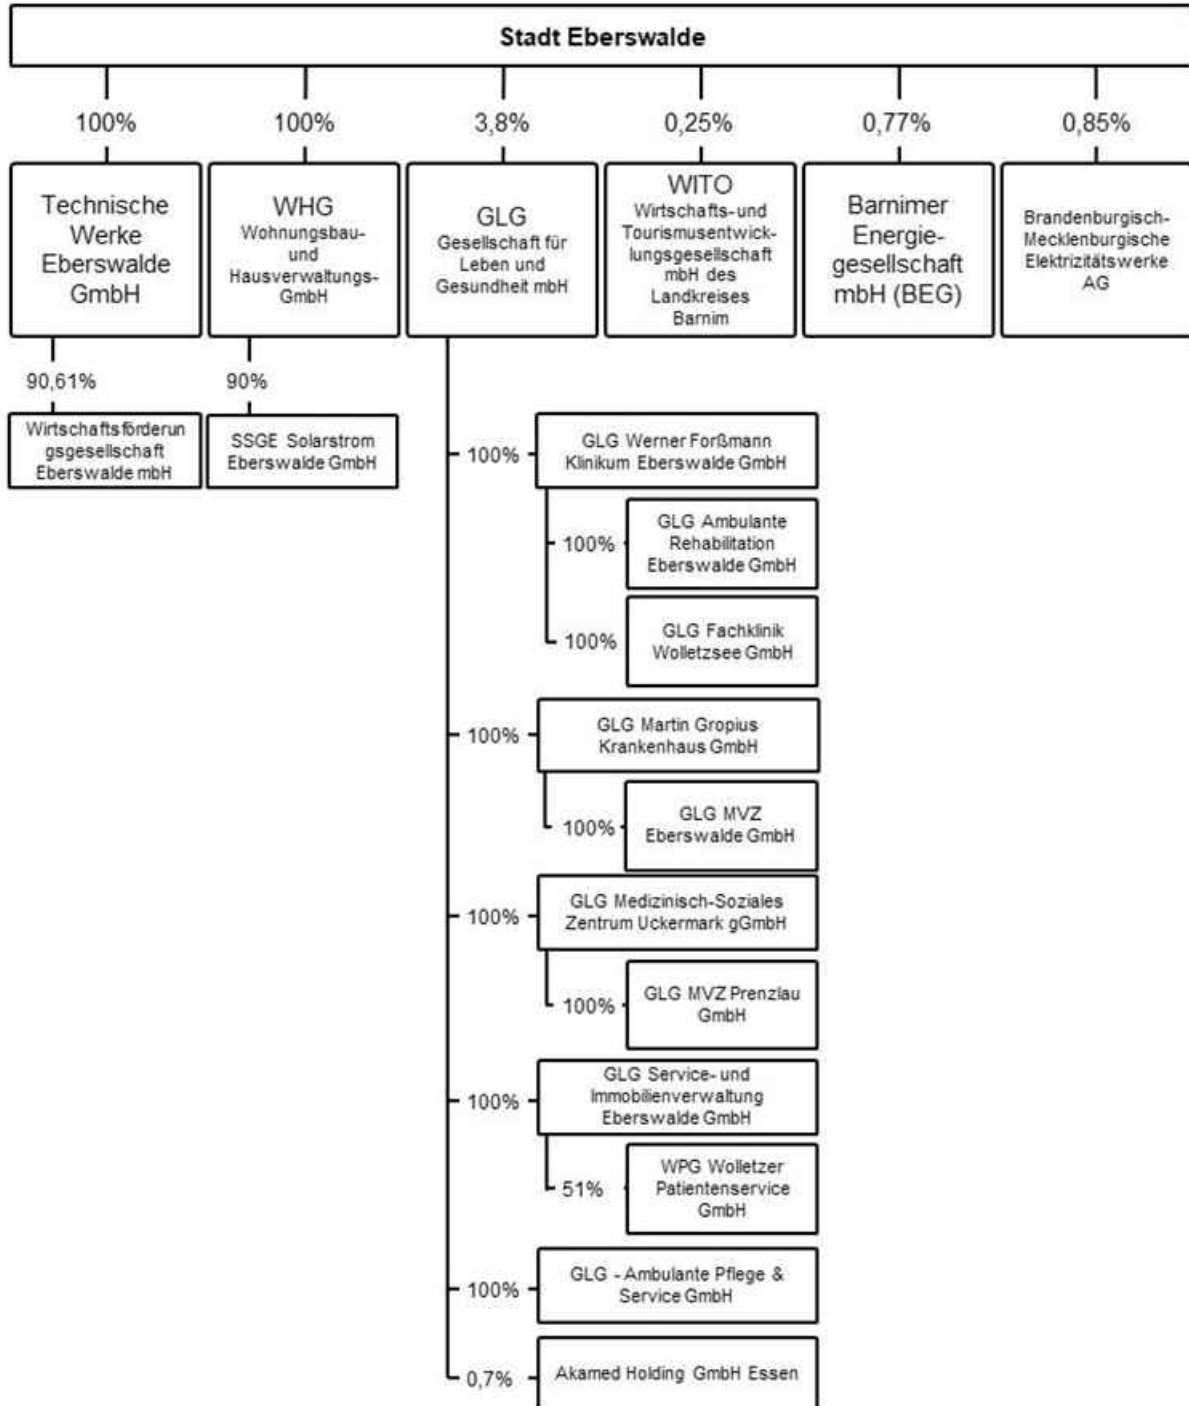 Stadt Eberswalde
100%
100%
3,8%
0,25%
0,77%
0,85%
Technische
Werke
Eberswalde
GmbH
WHG
Wohnungsbau-
und
Hausverwaltungs-
GmbH
GLG
Gesellschaft für
Leben und
Gesundheit mbH
WITO
Wirtschafts-und
Tourismusentwick-
lungsgesellschaft
mbH des
Landkreises
Barnim
Barnimer
Energie-
gesellschaft
mbH (BEG)
Brandenburgisch-
Mecklenburgische
Elektrizitätswerke
AG
90,61%
90%
Wirtschaftsförderun
gsgesellschaft
Eberswalde mbH
SSGE Solarstrom
Eberswalde GmbH
100%
GLG Werner Forßmann
Klinikum Eberswalde GmbH
100%
GLG Ambulante
Rehabilitation
Eberswalde GmbH
100%
GLG Fachklinik
Wolletzsee GmbH
100%
GLG Martin Gropius
Krankenhaus GmbH
100%
GLG MVZ
Eberswalde GmbH
100%
GLG Medizinisch-Soziales
Zentrum Uckermark gGmbH
100%
GLG MVZ Prenzlau
GmbH
100%
GLG Service- und
Immobilienverwaltung
Eberswalde GmbH
51%
WPG Wolletzer
Patientenservice
GmbH
100%
GLG - Ambulante Pflege &
Service GmbH
0,7%
Akamed Holding GmbH Essen